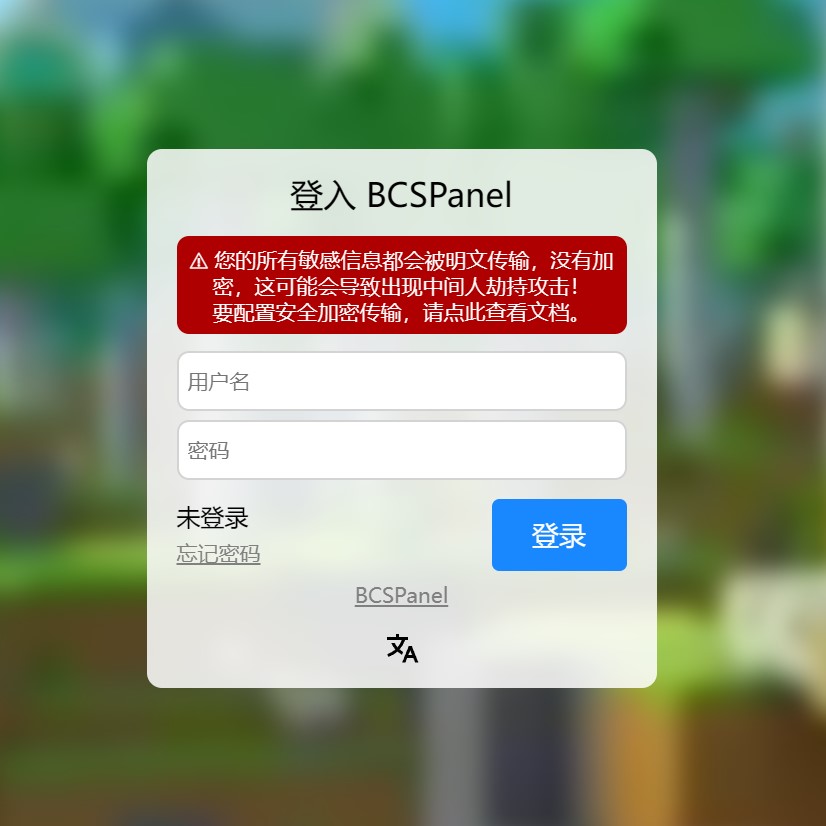 登入 BCSPanel
⚠ 您的所有敏感信息都会被明文传输，没有加
密，这可能会导致出现中间人劫持攻击！
要配置安全加密传输，请点此查看文档。
用户名
密码
未登录
登录
忘记密码
BCSPanel
文A